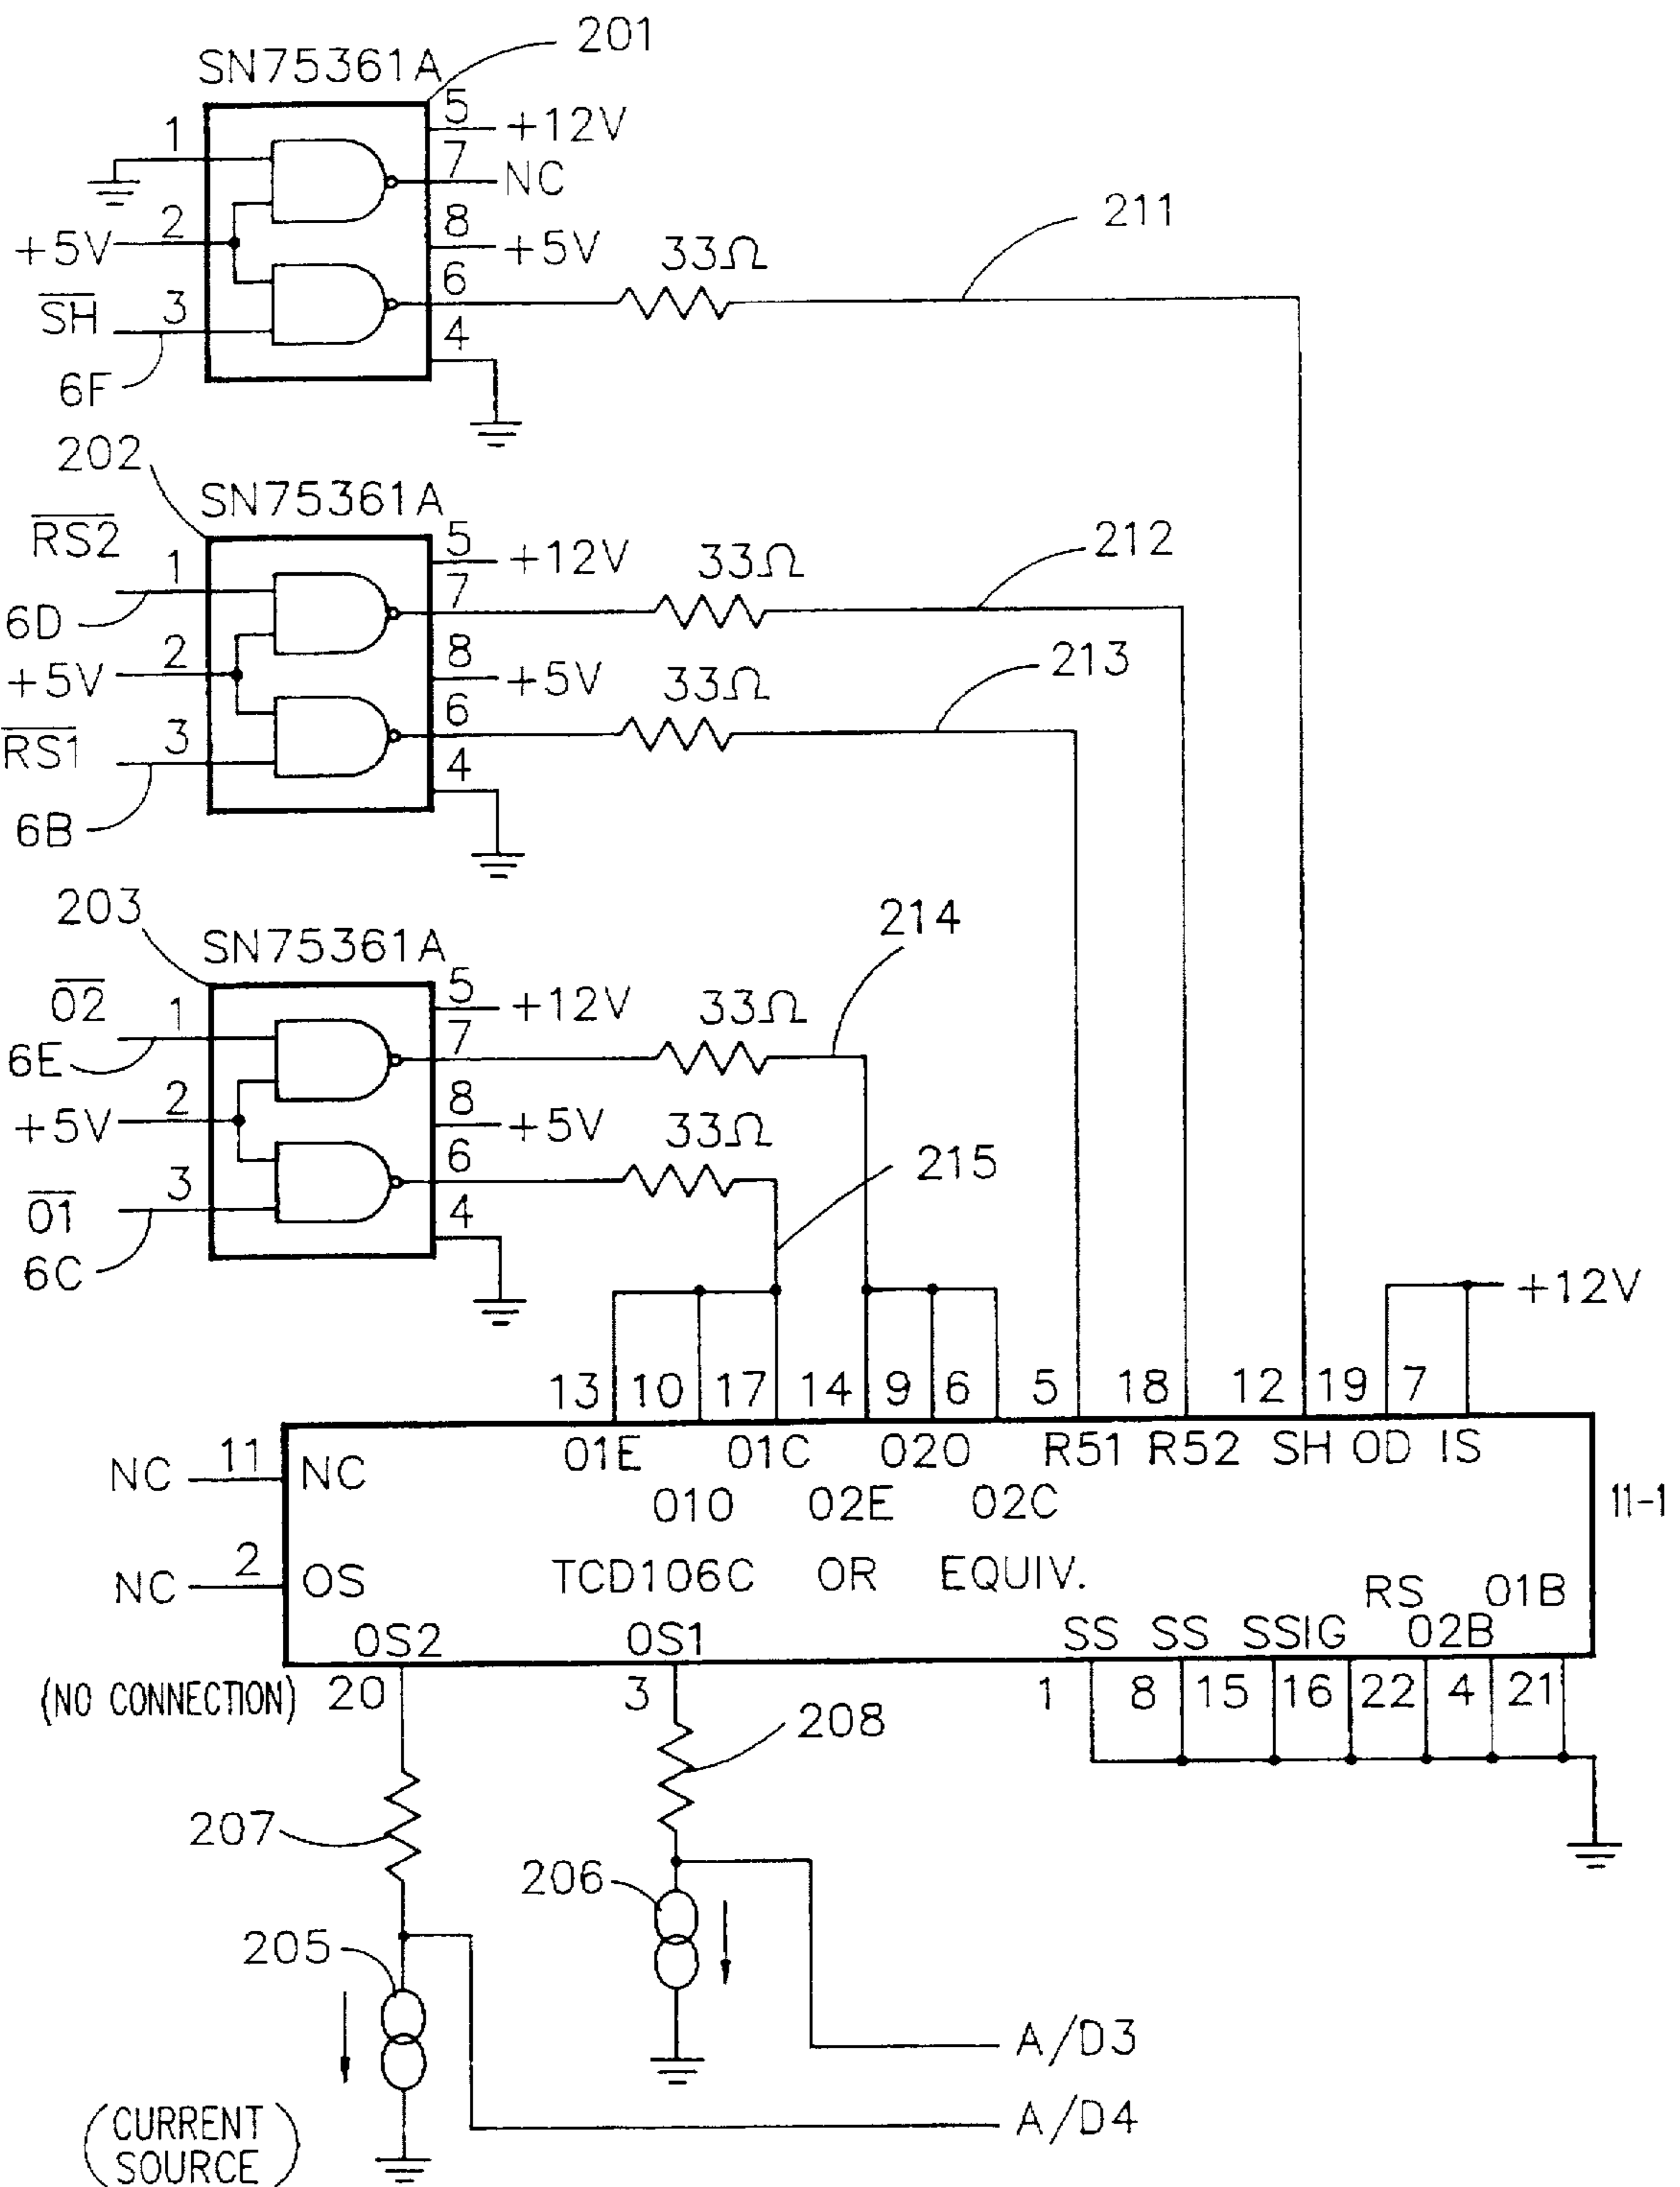 201
SN75361A
5
+12V
1
7
NC
2
8
+5V
+5V
211
33Ω
S̅H̅
3
6
4
6F
202
SN75361A
R̅S̅2̅
5
+12V
33Ω
212
1
7
6D
2
8
+5V
+5V
33Ω
213
R̅S̅1̅
3
6
4
6B
203
SN75361A
214
O̅2̅
5
+12V
33Ω
1
7
6E
2
8
+5V
+5V
33Ω
215
3
6
O̅1̅
4
6C
+12V
13 10 17 14 9 6 5 18 12 19 7
NC 11 NC
01E 01C 020 R51 R52 SH OD IS
010 02E 02C
11-1
NC 2 OS
TCD106C OR EQUIV.
RS 01B
OS2 OS1 SS SS SSIG 02B
(NO CONNECTION) 20 3 1 8 15 16 22 4 21
208
207
206
205
A/D3
A/D4
(CURRENT
SOURCE)